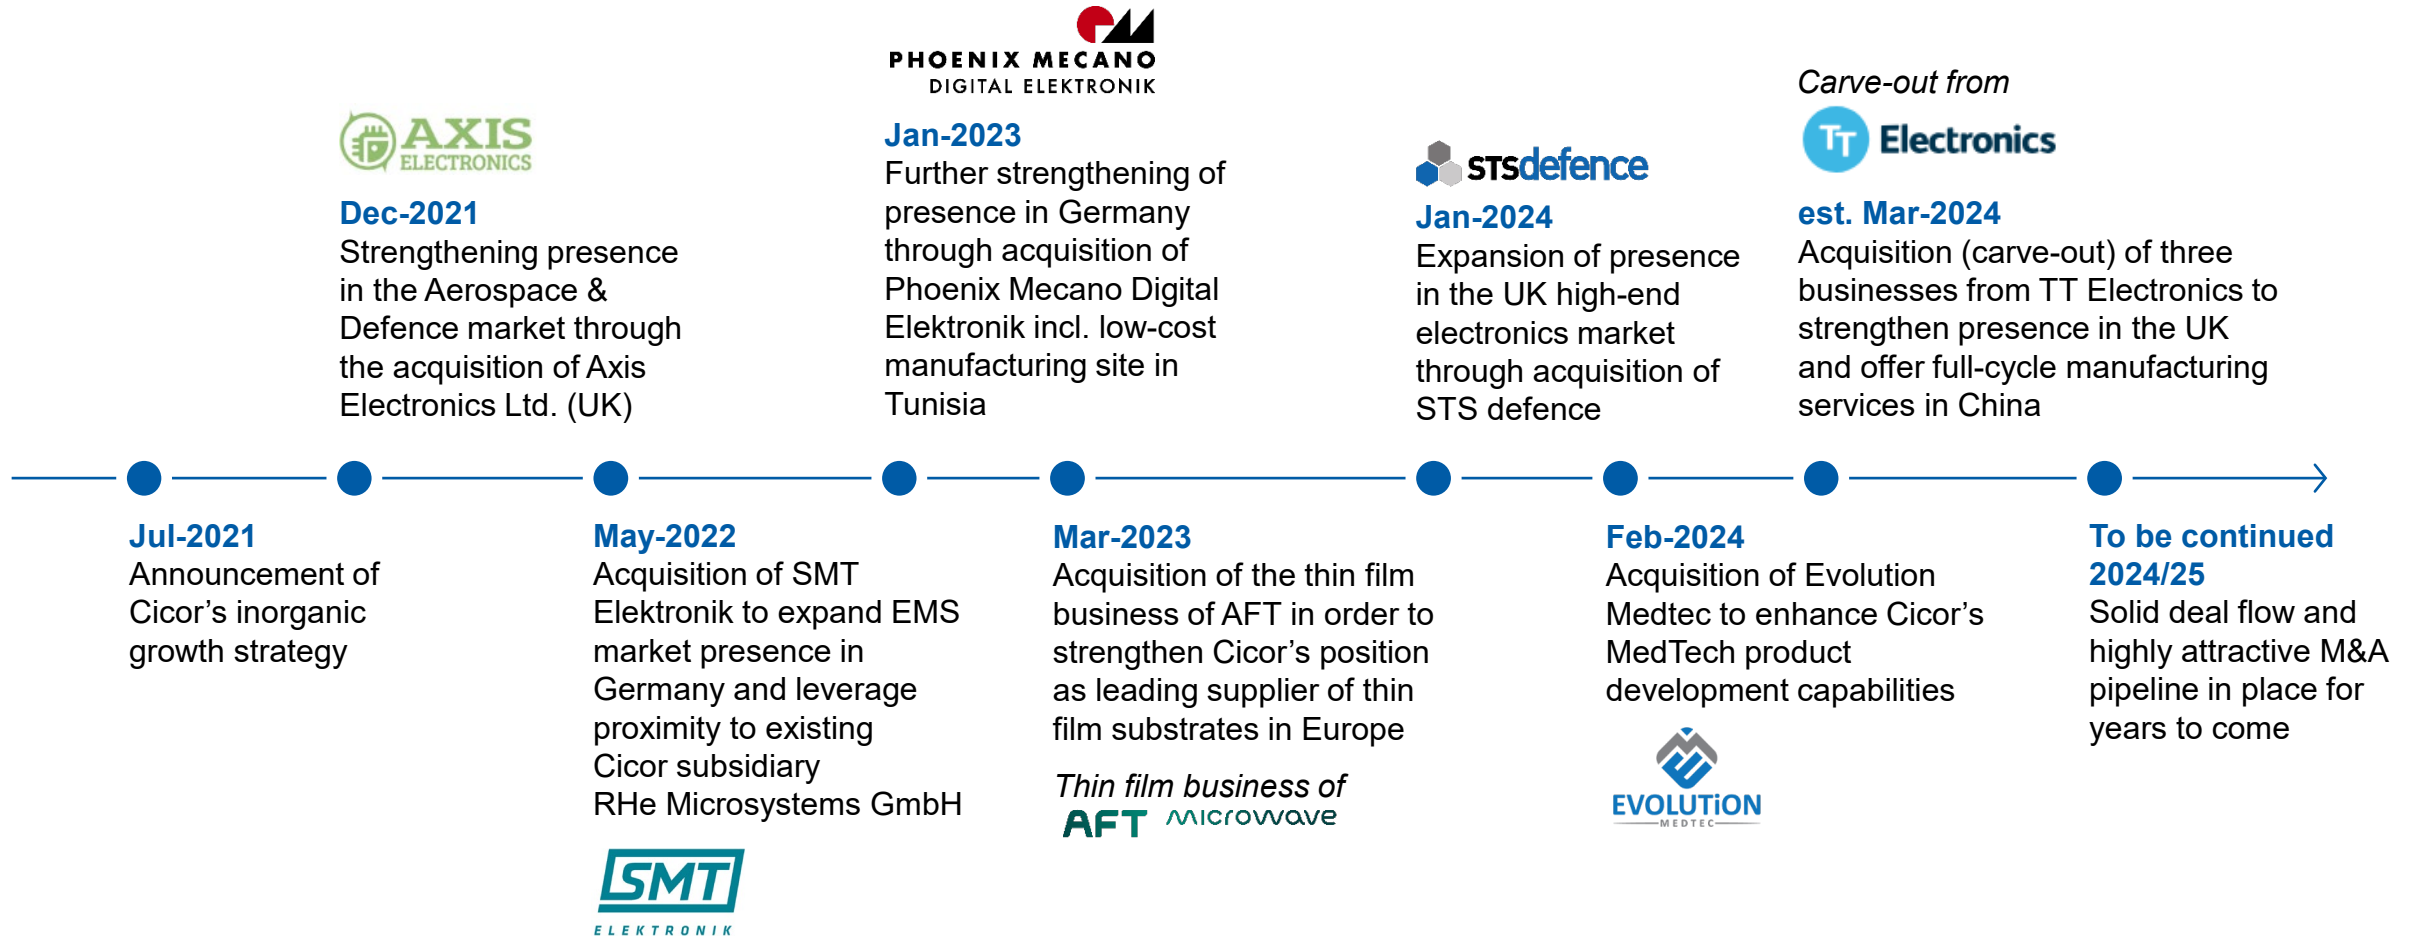 AXIS
ELECTRONICS
Dec-2021
Strengthening presence
in the Aerospace &
Defence market through
the acquisition of Axis
Electronics Ltd. (UK)
PHOENIX MECANO
DIGITAL ELEKTRONIK
Jan-2023
Further strengthening of
presence in Germany
through acquisition of
Phoenix Mecano Digital
Elektronik incl. low-cost
manufacturing site in
Tunisia
STSdefence
Jan-2024
Expansion of presence
in the UK high-end
electronics market
through acquisition of
STS defence
Carve-out from
TT Electronics
est. Mar-2024
Acquisition (carve-out) of three
businesses from TT Electronics to
strengthen presence in the UK
and offer full-cycle manufacturing
services in China
Jul-2021
Announcement of
Cicor's inorganic
growth strategy
May-2022
Acquisition of SMT
Elektronik to expand EMS
market presence in
Germany and leverage
proximity to existing
Cicor subsidiary
RHe Microsystems GmbH
SMT
ELEKTRONIK
Mar-2023
Acquisition of the thin film
business of AFT in order to
strengthen Cicor's position
as leading supplier of thin
film substrates in Europe
Thin film business of
AFT microwave
Feb-2024
Acquisition of Evolution
Medtec to enhance Cicor's
MedTech product
development capabilities
EVOLUTiON
MEDTEC
To be continued
2024/25
Solid deal flow and
highly attractive M&A
pipeline in place for
years to come